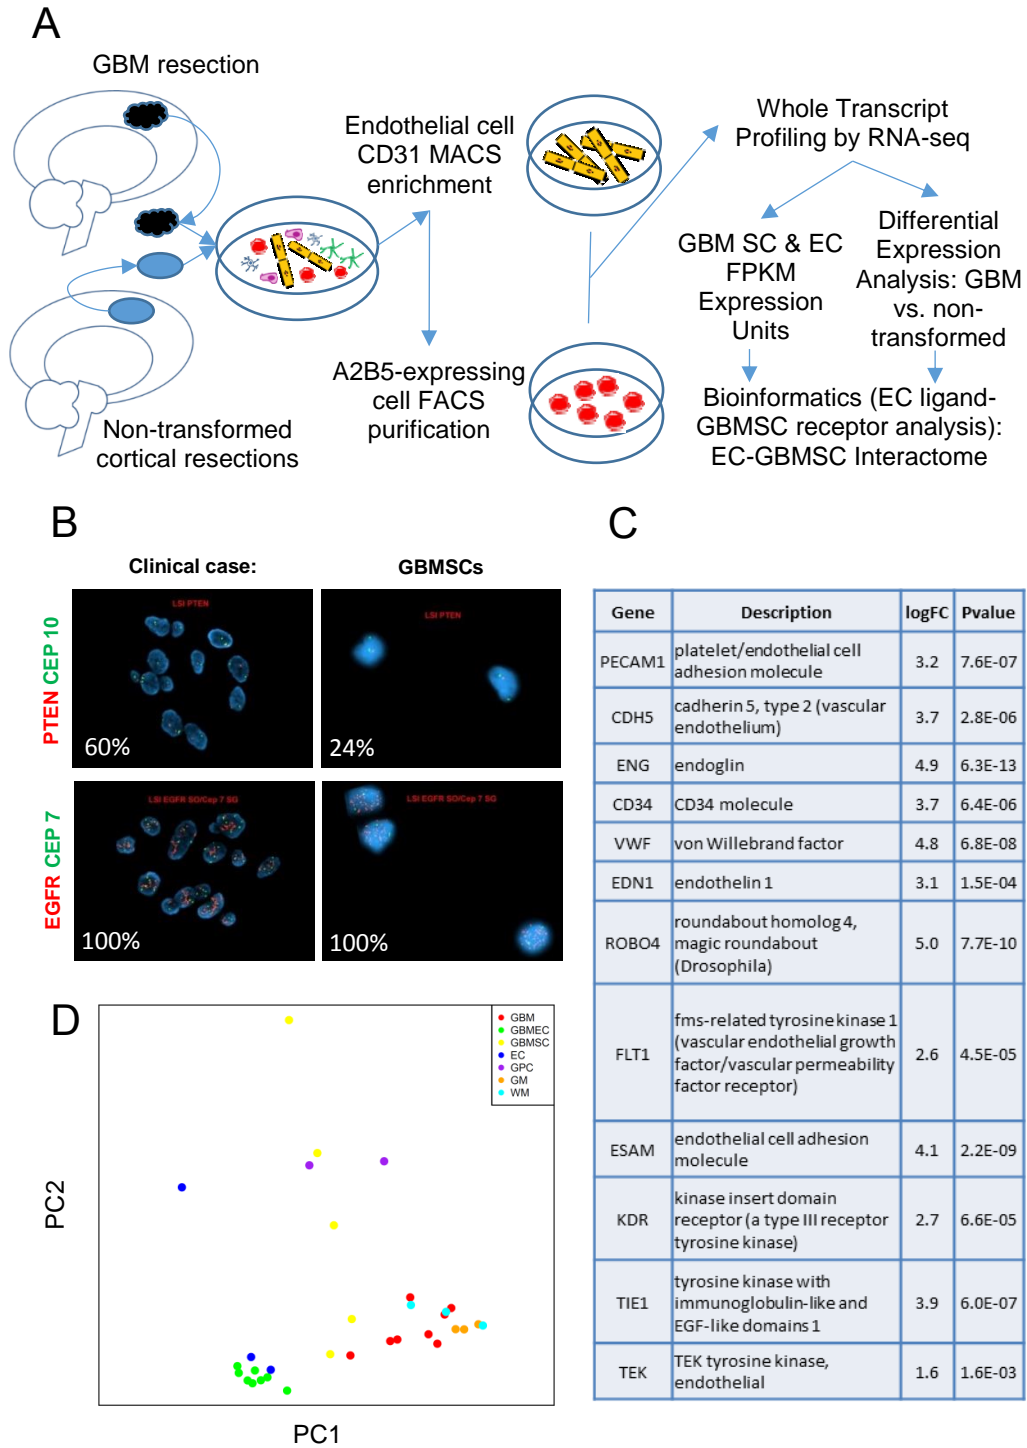 A
GBM resection
Endothelial cell
CD31 MACS
enrichment
Whole Transcript
Profiling by RNA-seq
GBM SC & EC
FPKM
Expression
Units
Differential
Expression
Analysis: GBM
vs. non-
transformed
A2B5-expressing
cell FACS
purification
Non-transformed
cortical resections
Bioinformatics (EC ligand-
GBMSC receptor analysis):
EC-GBMSC Interactome
B
Clinical case:
GBMSCs
PTEN CEP 10
LSI PTEN
60%
LSI PTEN
24%
EGFR CEP 7
LSI EGFR SO/Cep 7 SG
100%
LSI EGFR SO/Cep 7 SG
100%
C
Gene Description logFC Pvalue
PECAM1 platelet/endothelial cell
adhesion molecule 3.2 7.6E-07
CDH5 cadherin 5, type 2 (vascular
endothelium) 3.7 2.8E-06
ENG endoglin 4.9 6.3E-13
CD34 CD34 molecule 3.7 6.4E-06
VWF von Willebrand factor 4.8 6.8E-08
EDN1 endothelin 1 3.1 1.5E-04
ROBO4 roundabout homolog 4,
magic roundabout
(Drosophila) 5.0 7.7E-10
FLT1 fms-related tyrosine kinase 1
(vascular endothelial growth
factor/vascular permeability
factor receptor) 2.6 4.5E-05
ESAM endothelial cell adhesion
molecule 4.1 2.2E-09
KDR kinase insert domain
receptor (a type III receptor
tyrosine kinase) 2.7 6.6E-05
TIE1 tyrosine kinase with
immunoglobulin-like and
EGF-like domains 1 3.9 6.0E-07
TEK TEK tyrosine kinase,
endothelial 1.6 1.6E-03
D
GBM
GBMEC
GBMSC
EC
GPC
GM
WM
PC2
PC1